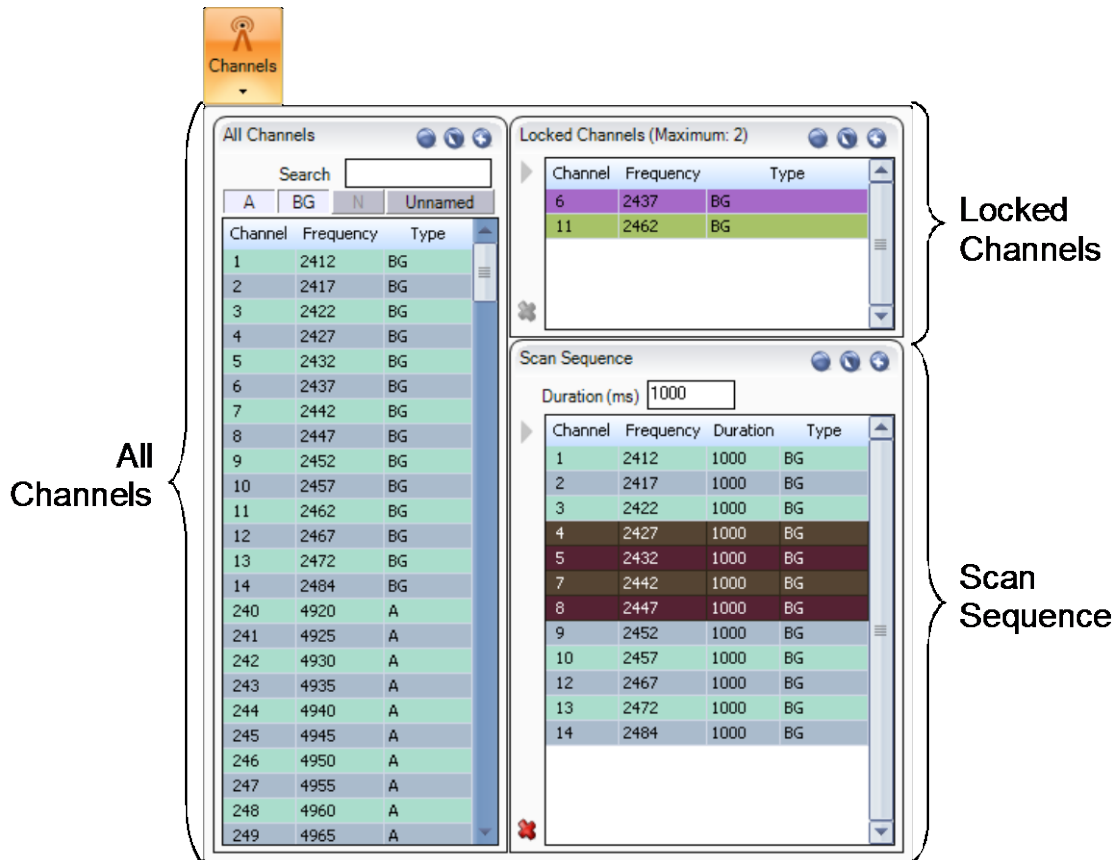 Channels
All Channels
Search
A BG N Unnamed
Channel Frequency Type
1 2412 BG
2 2417 BG
3 2422 BG
4 2427 BG
5 2432 BG
6 2437 BG
7 2442 BG
8 2447 BG
9 2452 BG
10 2457 BG
11 2462 BG
12 2467 BG
13 2472 BG
14 2484 BG
240 4920 A
241 4925 A
242 4930 A
243 4935 A
244 4940 A
245 4945 A
246 4950 A
247 4955 A
248 4960 A
249 4965 A
Locked Channels (Maximum: 2)
Channel Frequency Type
6 2437 BG
11 2462 BG
Scan Sequence
Duration (ms) 1000
Channel Frequency Duration Type
1 2412 1000 BG
2 2417 1000 BG
3 2422 1000 BG
4 2427 1000 BG
5 2432 1000 BG
7 2442 1000 BG
8 2447 1000 BG
9 2452 1000 BG
10 2457 1000 BG
12 2467 1000 BG
13 2472 1000 BG
14 2484 1000 BG
All
Channels
Locked
Channels
Scan
Sequence